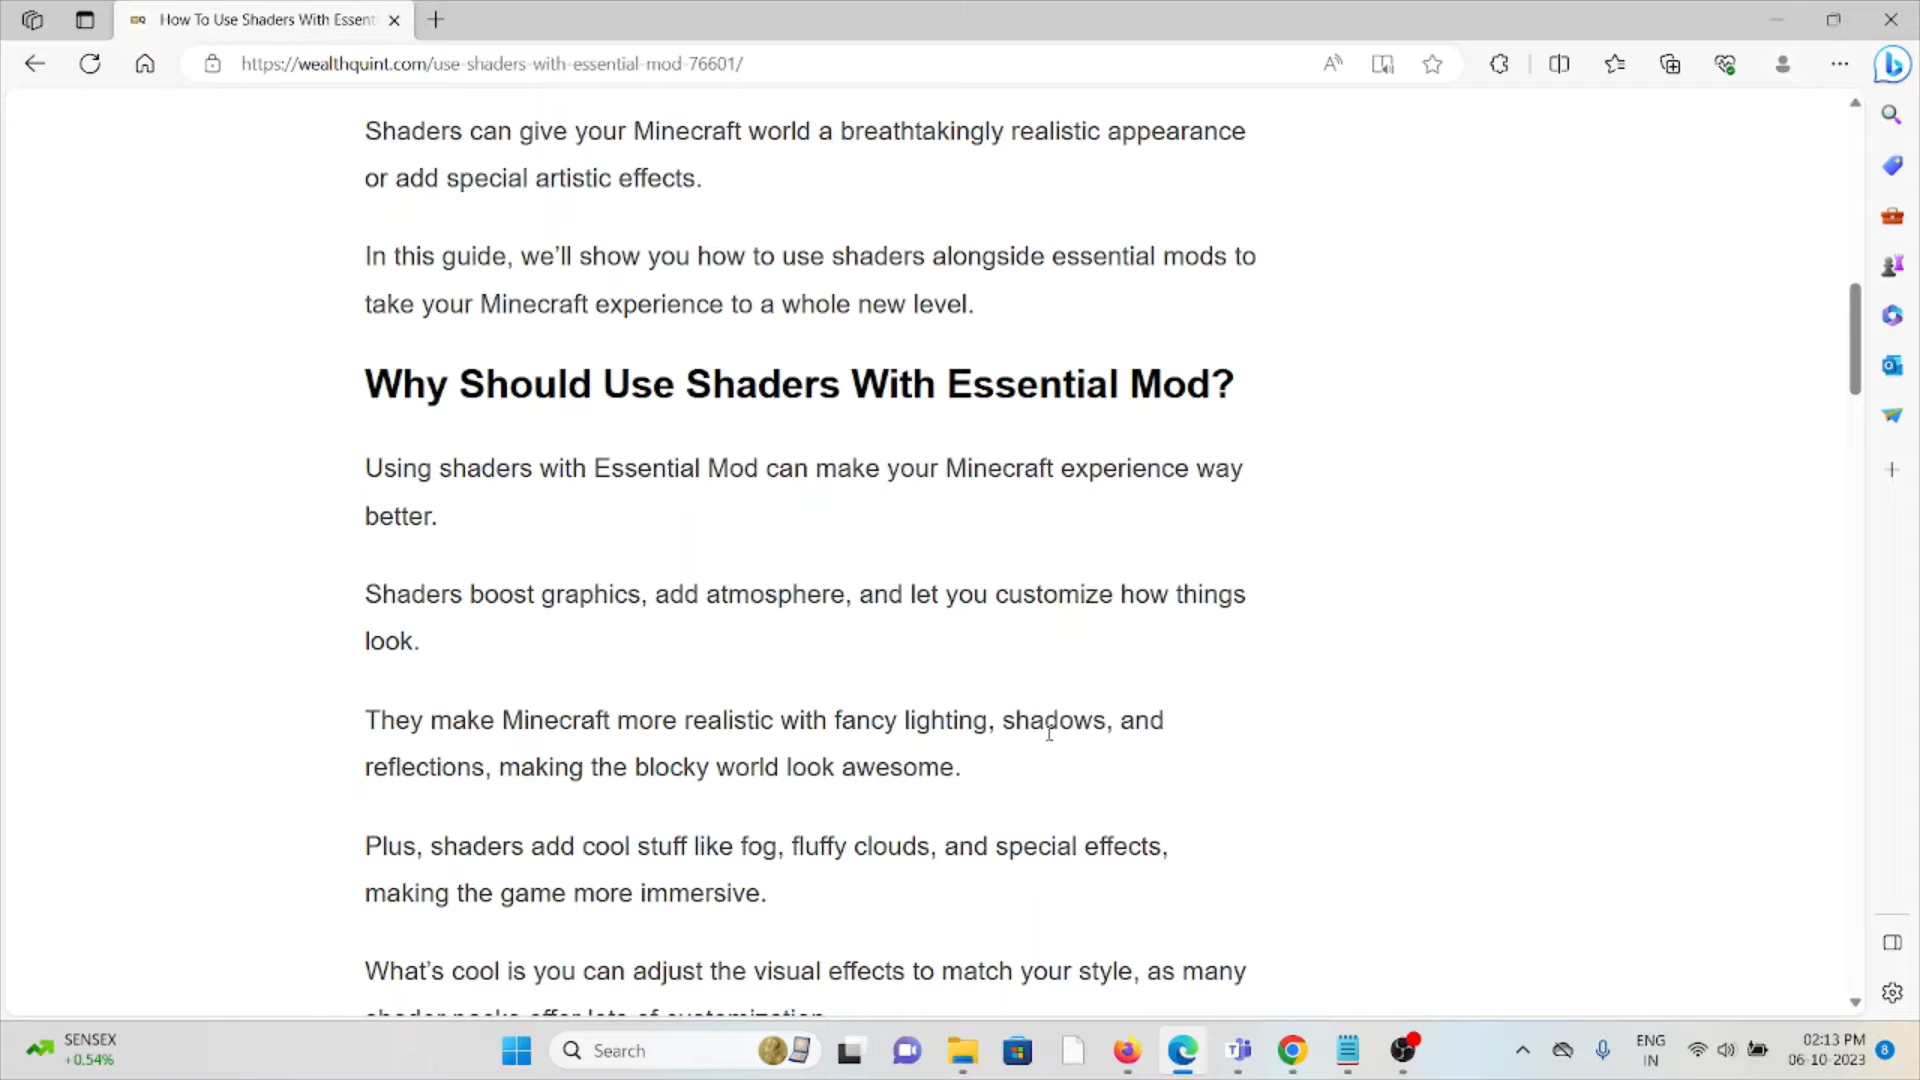 How To Use Shaders With Essent
https://wealthquint.com/use-shaders-with-essential-mod-76601/
Shaders can give your Minecraft world a breathtakingly realistic appearance
or add special artistic effects.
In this guide, we’ll show you how to use shaders alongside essential mods to
take your Minecraft experience to a whole new level.
Why Should Use Shaders With Essential Mod?
Using shaders with Essential Mod can make your Minecraft experience way
better.
Shaders boost graphics, add atmosphere, and let you customize how things
look.
They make Minecraft more realistic with fancy lighting, shadows, and
reflections, making the blocky world look awesome.
Plus, shaders add cool stuff like fog, fluffy clouds, and special effects,
making the game more immersive.
What’s cool is you can adjust the visual effects to match your style, as many
shader packs offer lots of customization
SENSEX
+0.54%
Search
ENG
IN
02:13 PM
06-10-2023
8